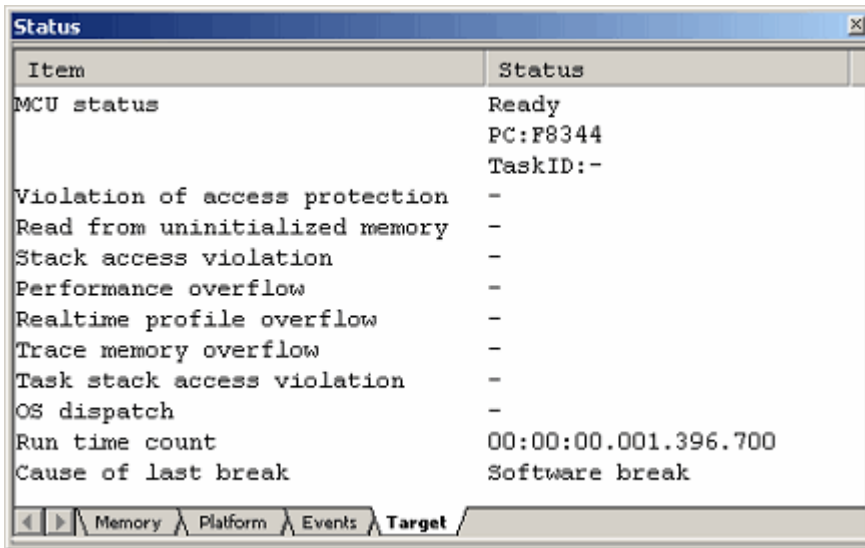 Status
Item Status
MCU status Ready
PC:F8344
TaskID:-
Violation of access protection -
Read from uninitialized memory -
Stack access violation -
Performance overflow -
Realtime profile overflow -
Trace memory overflow -
Task stack access violation -
OS dispatch -
Run time count 00:00:00.001.396.700
Cause of last break Software break
Memory Platform Events Target